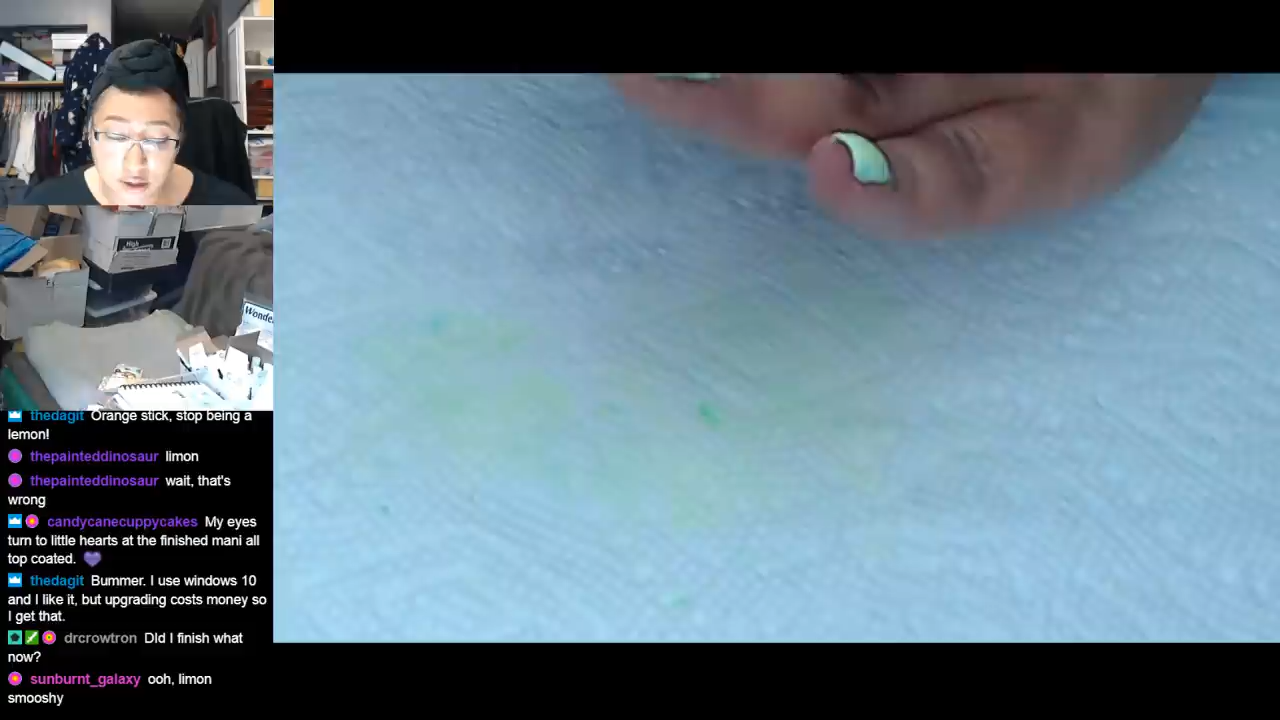 High
Wonde
thedagit Orange stick, stop being a
lemon!
thepainteddinosaur limon
thepainteddinosaur wait, that's
wrong
candycanecuppycakes My eyes
turn to little hearts at the finished mani all
top coated.
thedagit Bummer. I use windows 10
and I like it, but upgrading costs money so
I get that.
drcrowtron DId I finish what
now?
sunburnt_galaxy ooh, limon
smooshy